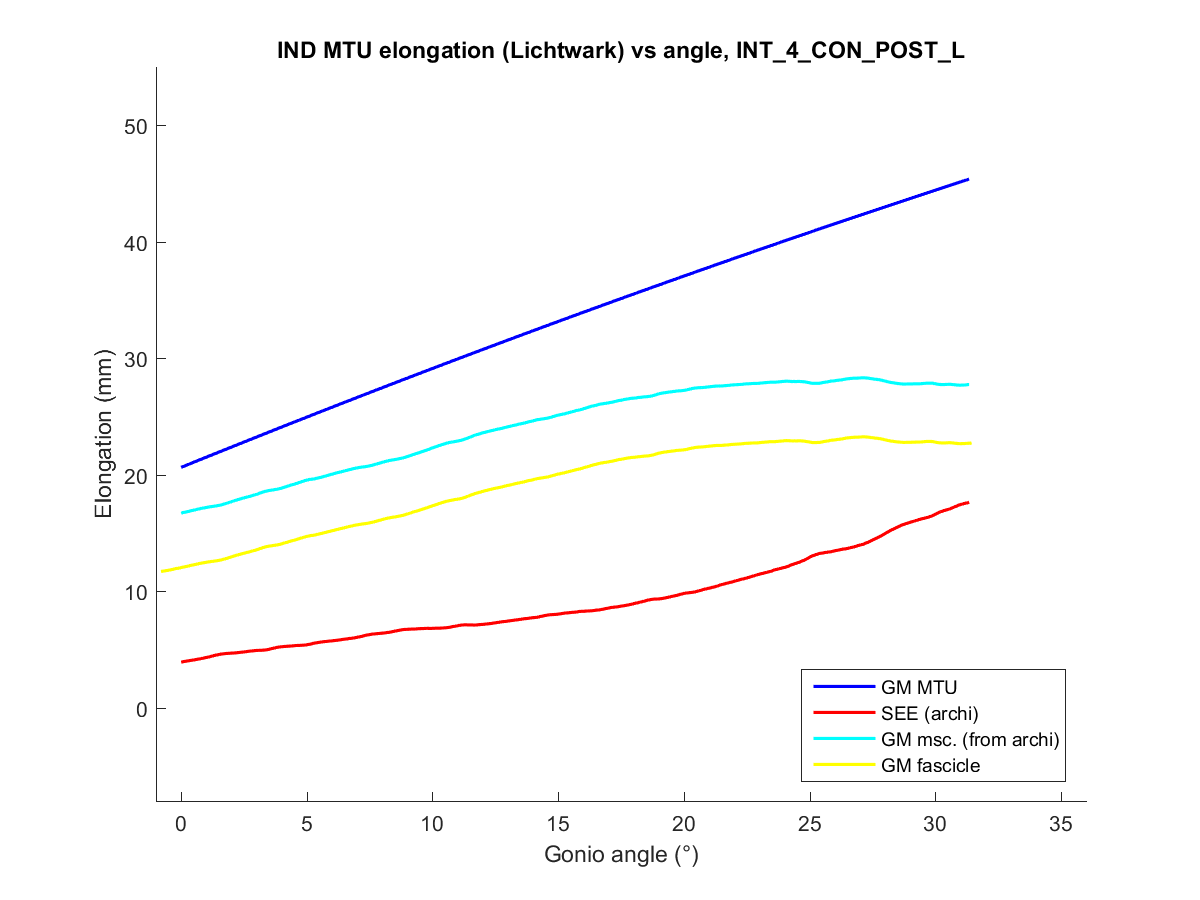 IND MTU elongation (Lichtwark) vs angle, INT_4_CON_POST_L
50
40
30
20
10
0
Elongation (mm)
0 5 10 15 20 25 30 35
Gonio angle (°)
GM MTU
SEE (archi)
GM msc. (from archi)
GM fascicle